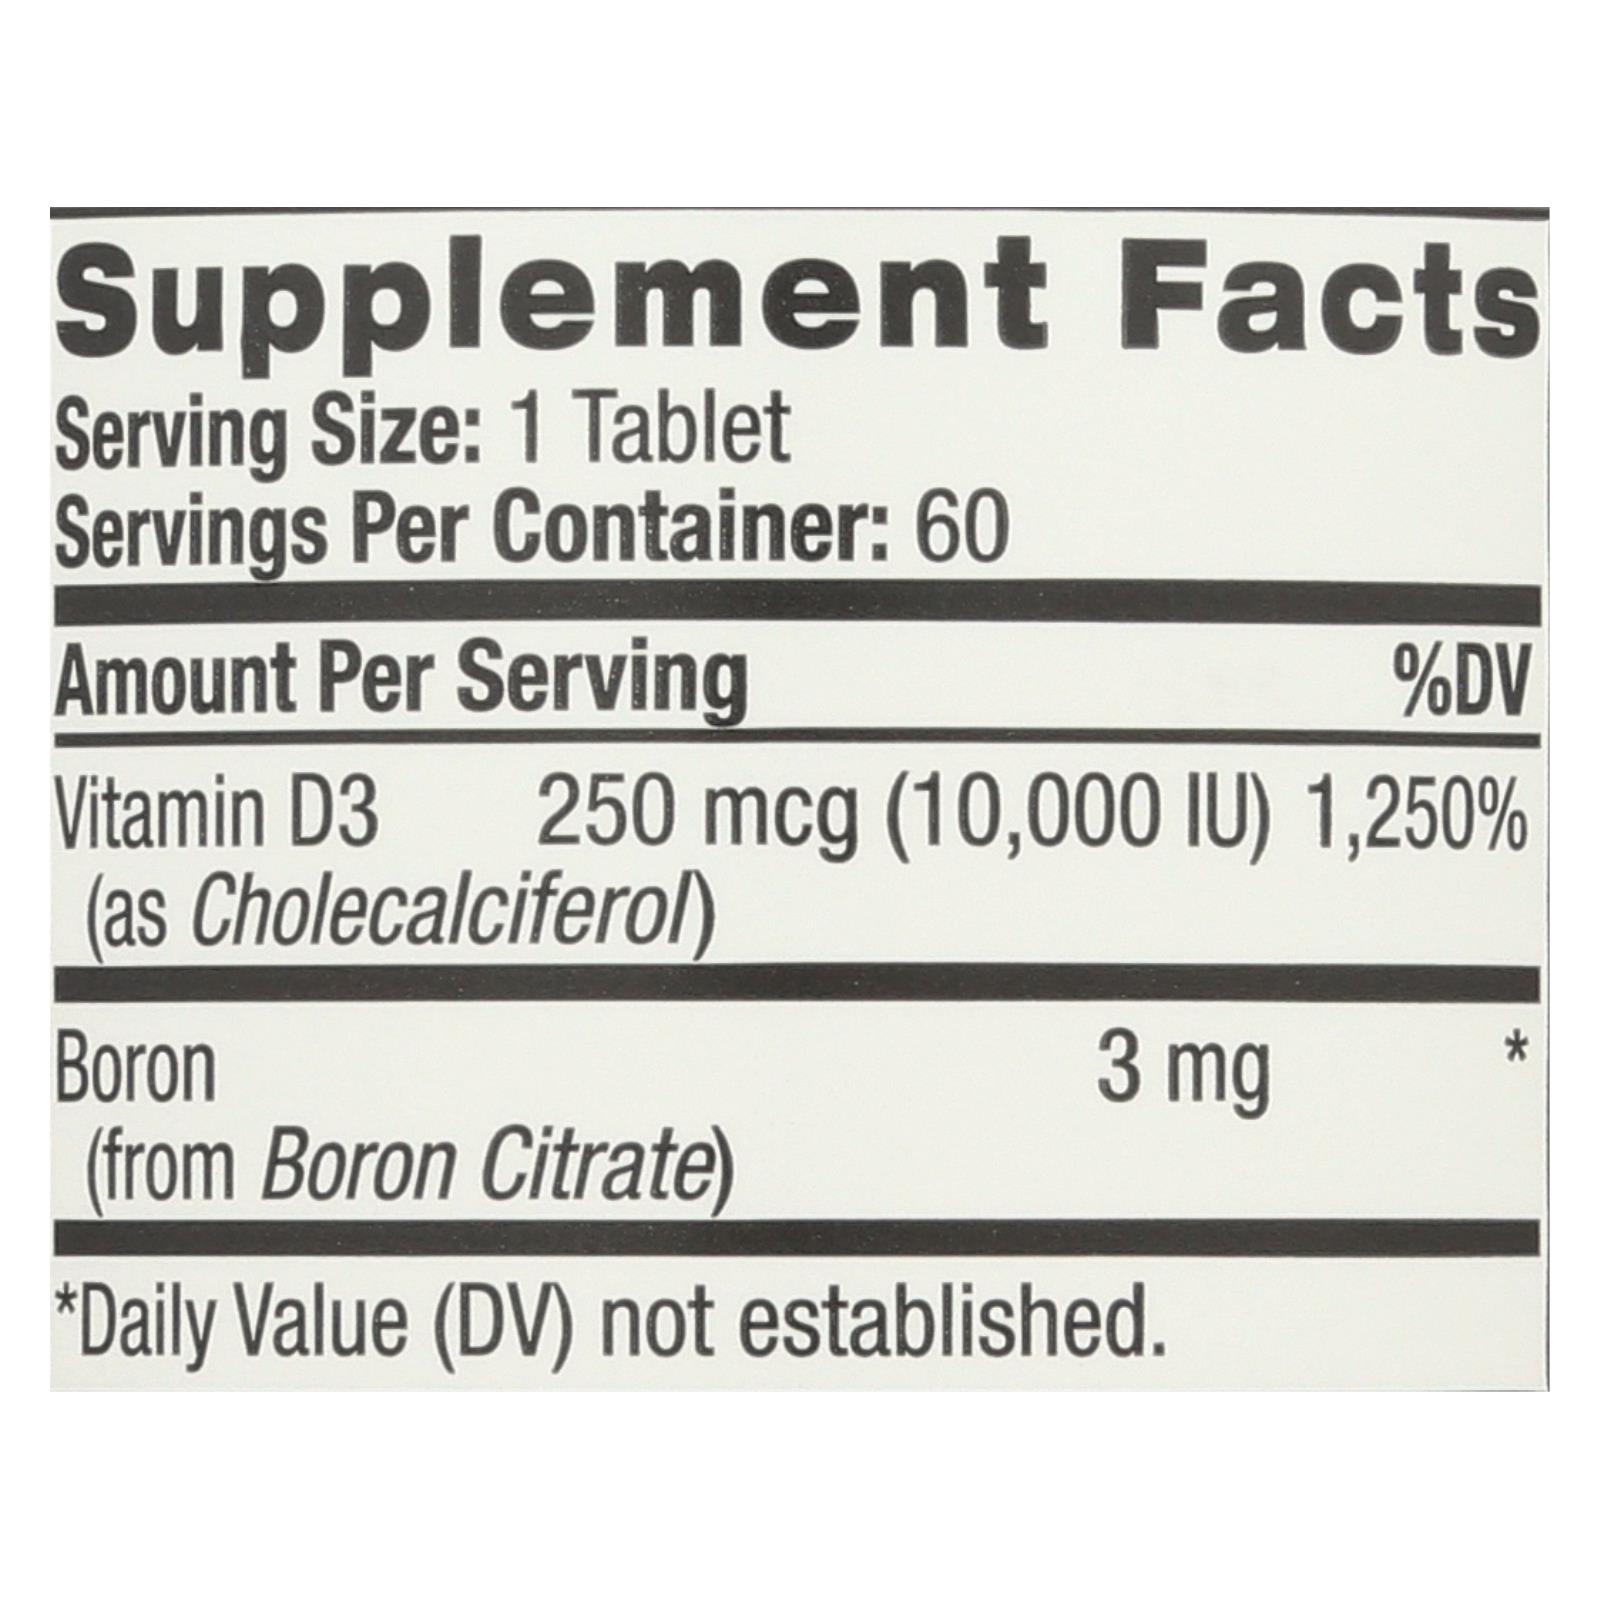 Supplement Facts
Serving Size: 1 Tablet
Servings Per Container: 60
Amount Per Serving %DV
Vitamin D3 250 mcg (10,000 IU) 1,250%
(as Cholecalciferol)
Boron 3 mg *
(from Boron Citrate)
*Daily Value (DV) not established.